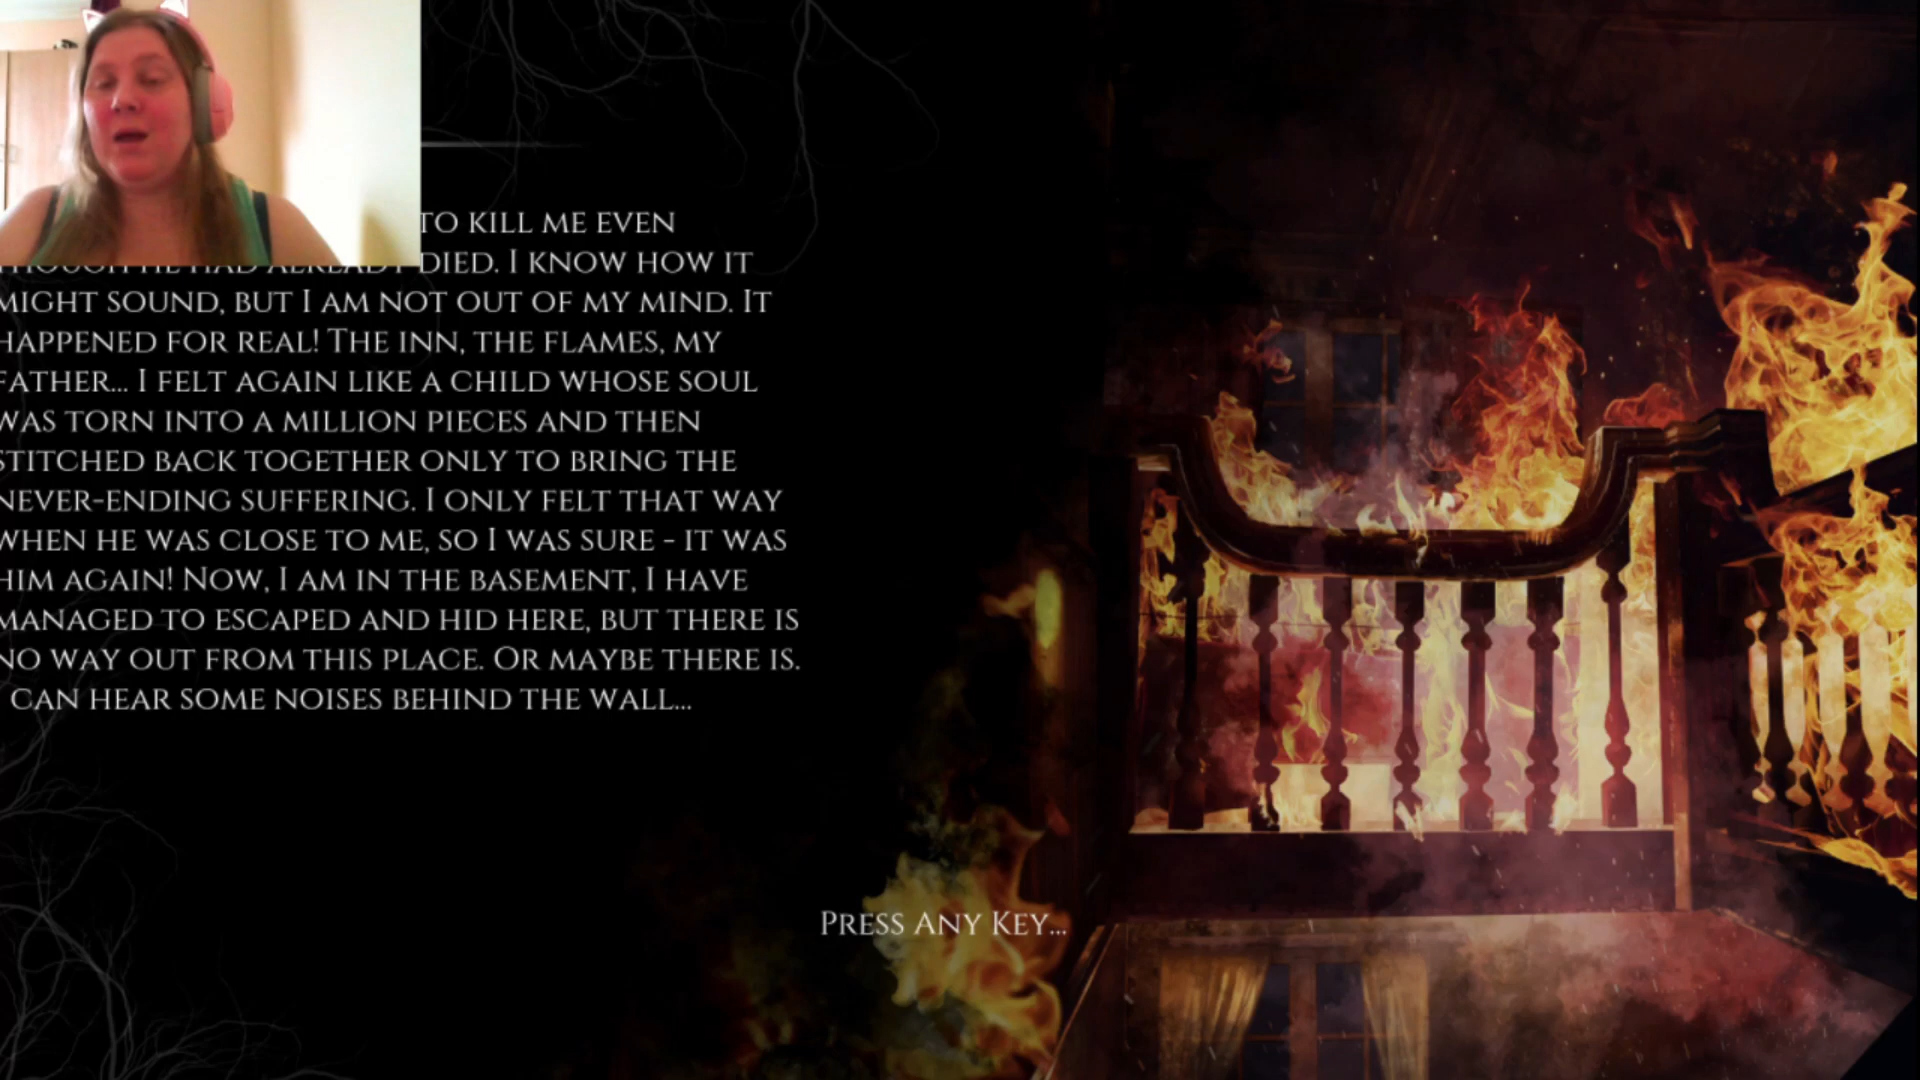 TO KILL ME EVEN
THOUGH HE HAD ALREADY DIED. I KNOW HOW IT
MIGHT SOUND, BUT I AM NOT OUT OF MY MIND. IT
HAPPENED FOR REAL! THE INN, THE FLAMES, MY
FATHER... I FELT AGAIN LIKE A CHILD WHOSE SOUL
WAS TORN INTO A MILLION PIECES AND THEN
STITCHED BACK TOGETHER ONLY TO BRING THE
NEVER-ENDING SUFFERING. I ONLY FELT THAT WAY
WHEN HE WAS CLOSE TO ME, SO I WAS SURE - IT WAS
HIM AGAIN! NOW, I AM IN THE BASEMENT, I HAVE
MANAGED TO ESCAPED AND HID HERE, BUT THERE IS
NO WAY OUT FROM THIS PLACE. OR MAYBE THERE IS.
CAN HEAR SOME NOISES BEHIND THE WALL...
PRESS ANY KEY...